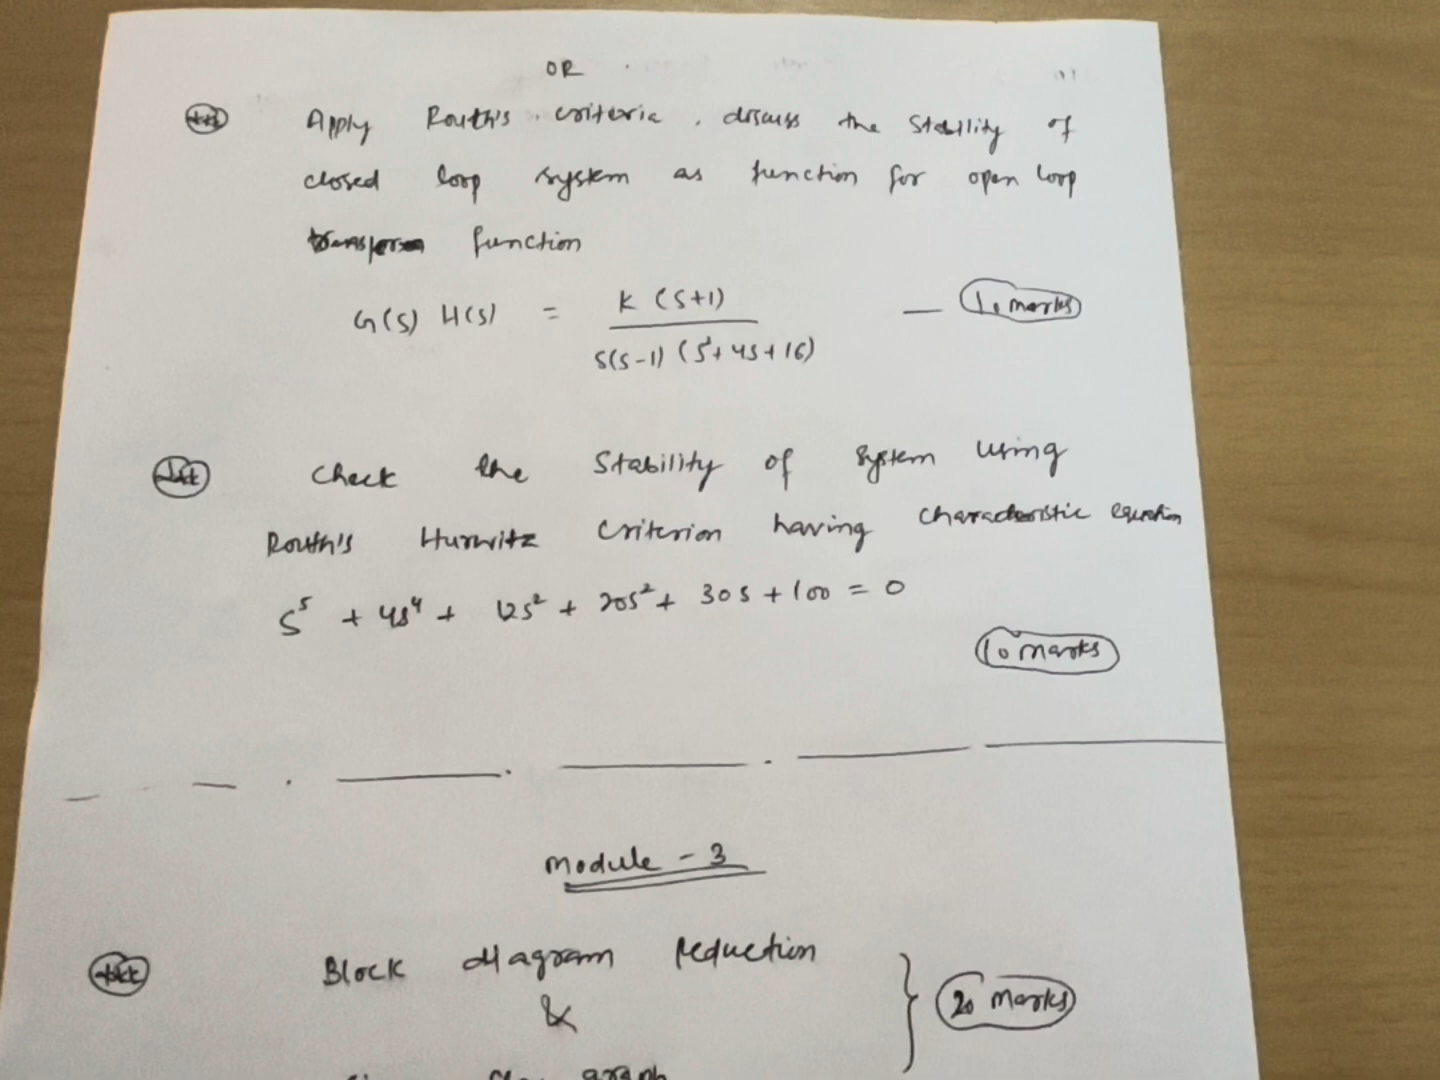 OR
Apply Routh's criteria, discuss the Stability of
closed loop system as function for open loop
function
G(s) H(s) = K (S+1) / S(S-1) (S²+4S+16)
— 10 marks
Check the Stability of system using
Routh's Hurwitz Criterion having characteristic equation
S⁵ + 4S⁴ + 12S² + 20S² + 30S + 100 = 0
10 marks
Module - 3
Block diagram reduction
&
20 marks
graph